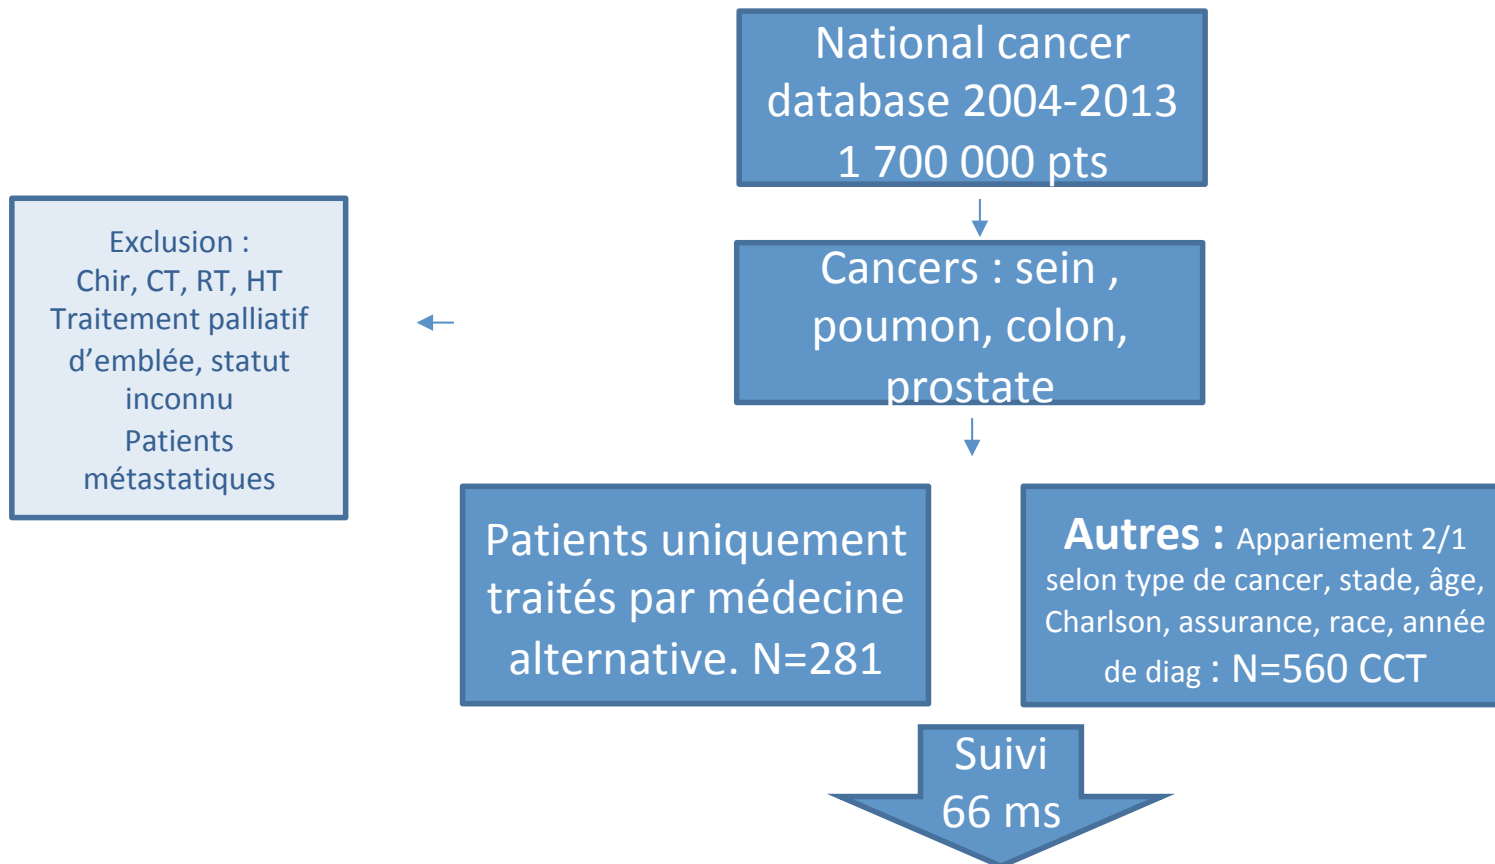 National cancer
database 2004-2013
1 700 000 pts
Exclusion :
Chir, CT, RT, HT
Traitement palliatif
d’emblée, statut
inconnu
Patients
métastatiques
Cancers : sein ,
poumon, colon,
prostate
Patients uniquement
traités par médecine
alternative. N=281
Autres : Appariement 2/1
selon type de cancer, stade, âge,
Charlson, assurance, race, année
de diag : N=560 CCT
Suivi
66 ms